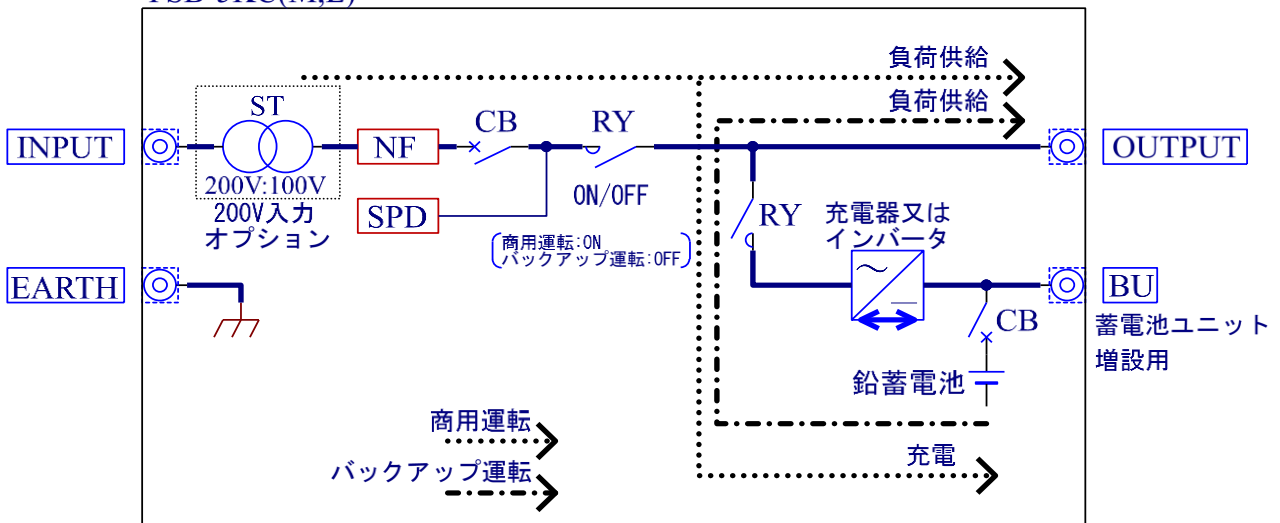 負荷供給
負荷供給
ST
CB
RY
INPUT
NF
OUTPUT
200V:100V
200V入力
オプション
SPD
ON/OFF
商用運転:ON
バックアップ運転:OFF
RY
充電器又は
インバータ
EARTH
BU
CB
蓄電池ユニット
増設用
鉛蓄電池
商用運転
バックアップ運転
充電